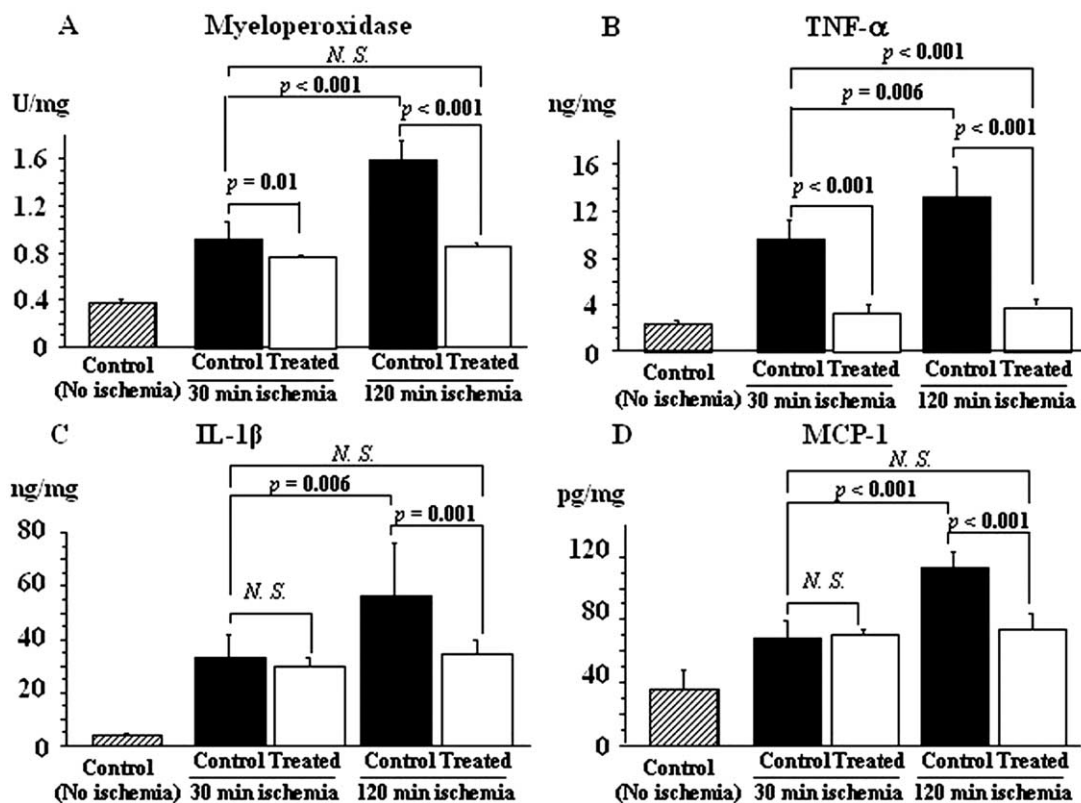 A Myeloperoxidase
N. S.
p < 0.001
U/mg
p < 0.001
1.6
p = 0.01
1.2
0.8
0.4
0
Control Control Treated Control Treated
(No ischemia) 30 min ischemia 120 min ischemia
B TNF-α
p < 0.001
p = 0.006
ng/mg
p < 0.001
16
p < 0.001
12
8
4
0
Control Control Treated Control Treated
(No ischemia) 30 min ischemia 120 min ischemia
C IL-1β
N. S.
ng/mg
p = 0.006
p = 0.001
80
60
N. S.
40
20
0
Control Control Treated Control Treated
(No ischemia) 30 min ischemia 120 min ischemia
D MCP-1
N. S.
pg/mg
p < 0.001
p < 0.001
120
N. S.
80
40
0
Control Control Treated Control Treated
(No ischemia) 30 min ischemia 120 min ischemia